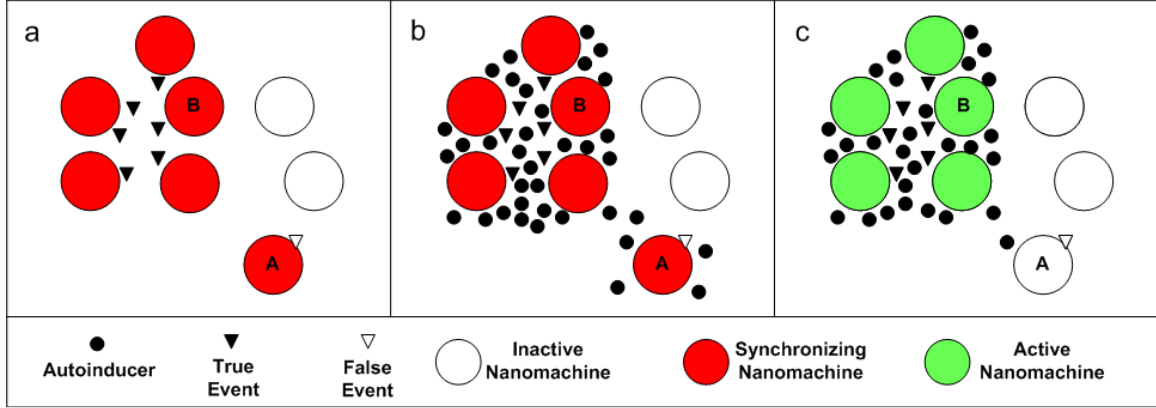 a
b
c
B
B
B
A
A
A
Autoinducer
True
Event
False
Event
Inactive
Nanomachine
Synchronizing
Nanomachine
Active
Nanomachine